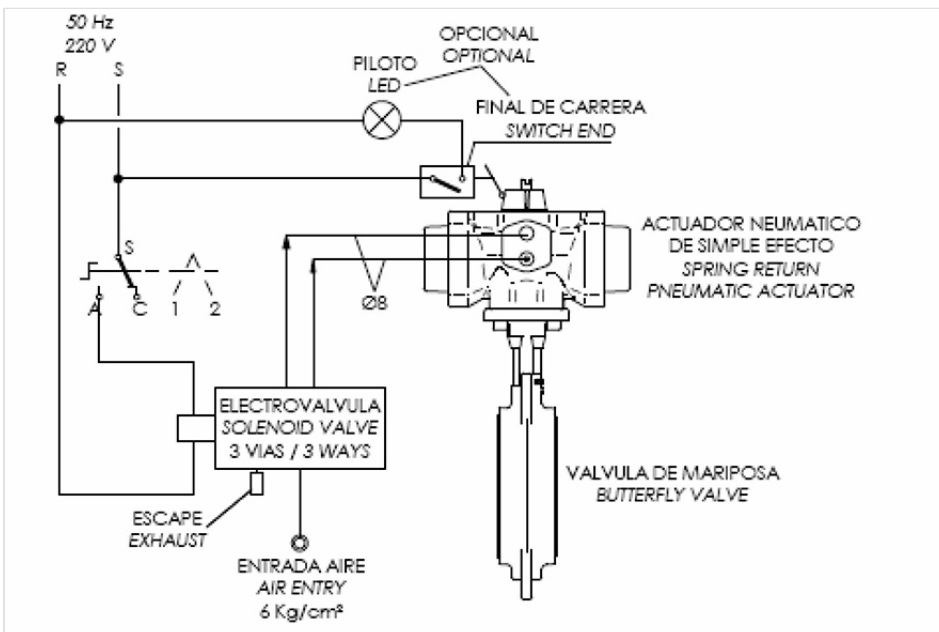 50 Hz
220 V
R S
OPCIONAL
OPTIONAL
PILOTO
LED
FINAL DE CARRERA
SWITCH END
ACTUADOR NEUMATICO
DE SIMPLE EFECTO
SPRING RETURN
PNEUMATIC ACTUATOR
S
A C 1 2
Ø8
ELECTROVALVULA
SOLENOID VALVE
3 VIAS / 3 WAYS
VALVULA DE MARIPOSA
BUTTERFLY VALVE
ESCAPE
EXHAUST
ENTRADA AIRE
AIR ENTRY
6 Kg/cm²